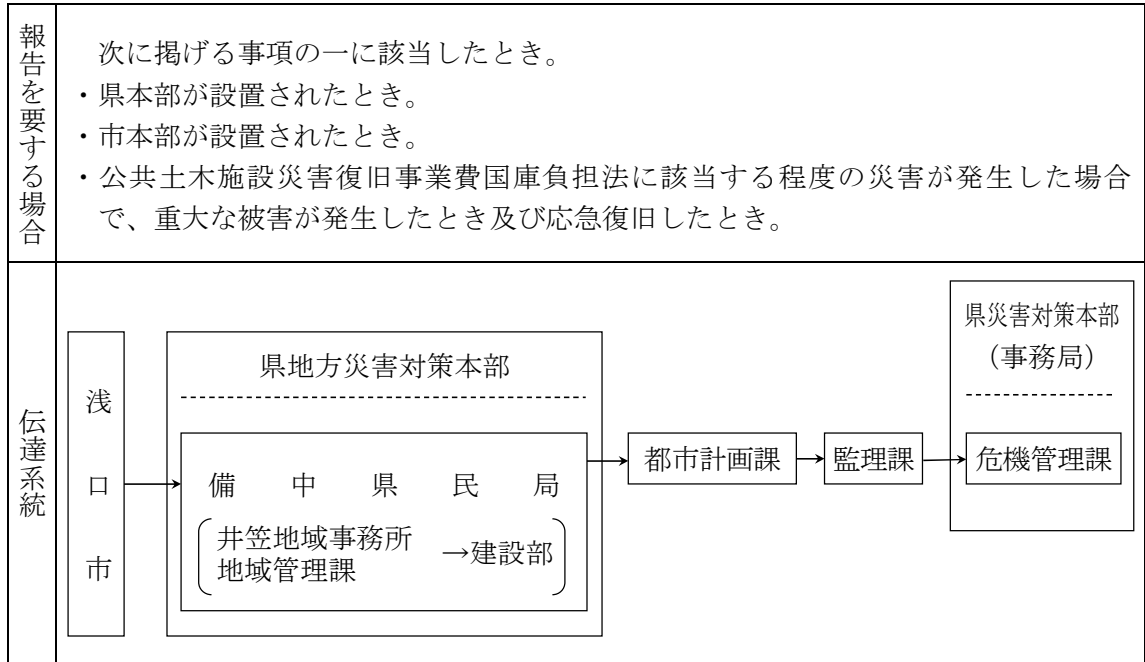 報告を要する場合
次に掲げる事項の一に該当したとき。
・県本部が設置されたとき。
・市本部が設置されたとき。
・公共土木施設災害復旧事業費国庫負担法に該当する程度の災害が発生した場合
で、重大な被害が発生したとき及び応急復旧したとき。
伝達系統
浅口市
県地方災害対策本部
備中県民局
井笠地域事務所
地域管理課
→建設部
都市計画課
監理課
県災害対策本部
（事務局）
危機管理課